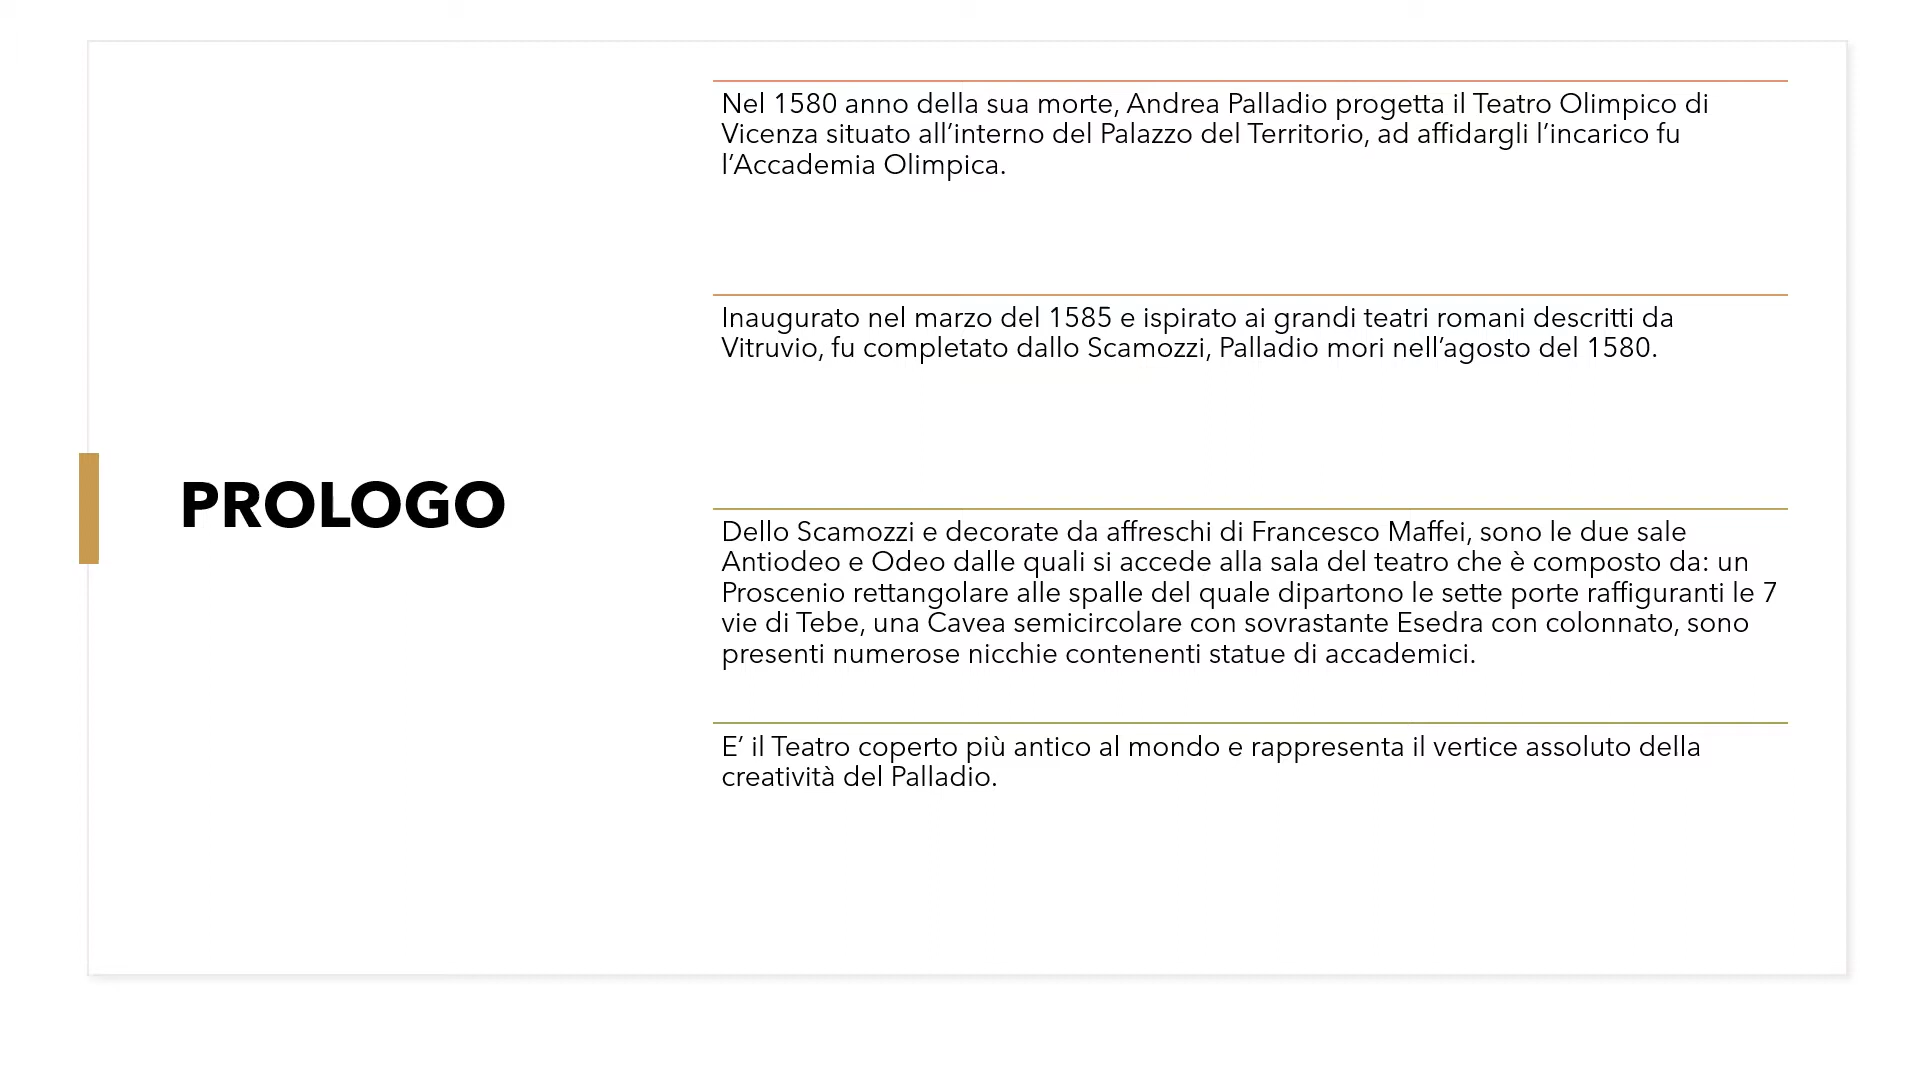 PROLOGO
Nel 1580 anno della sua morte, Andrea Palladio progetta il Teatro Olimpico di
Vicenza situato all’interno del Palazzo del Territorio, ad affidargli l’incarico fu
l’Accademia Olimpica.
Inaugurato nel marzo del 1585 e ispirato ai grandi teatri romani descritti da
Vitruvio, fu completato dallo Scamozzi, Palladio mori nell’agosto del 1580.
Dello Scamozzi e decorate da affreschi di Francesco Maffei, sono le due sale
Antiodeo e Odeo dalle quali si accede alla sala del teatro che è composto da: un
Proscenio rettangolare alle spalle del quale dipartono le sette porte raffiguranti le 7
vie di Tebe, una Cavea semicircolare con sovrastante Esedra con colonnato, sono
presenti numerose nicchie contenenti statue di accademici.
E’ il Teatro coperto più antico al mondo e rappresenta il vertice assoluto della
creatività del Palladio.